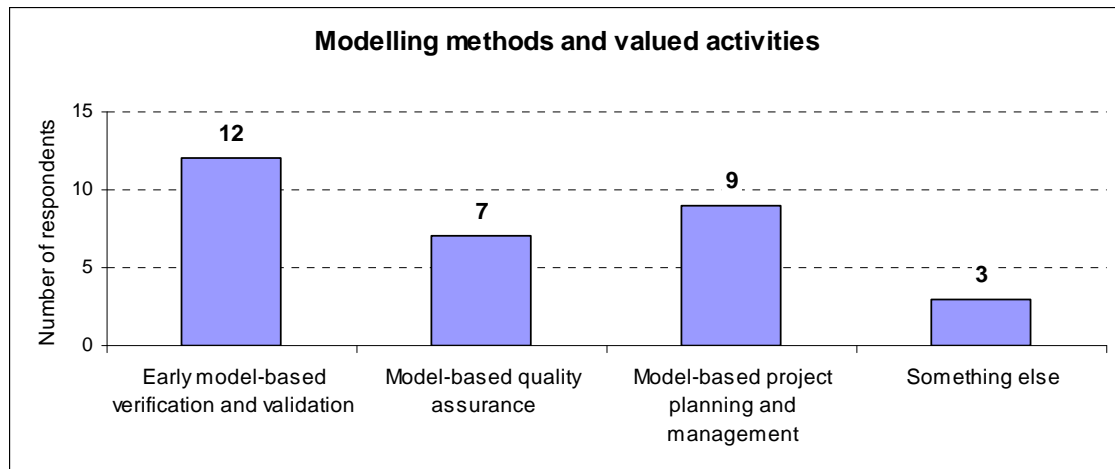 Modelling methods and valued activities
Number of respondents
15
10
5
0
12
7
9
3
Early model-based
verification and validation
Model-based quality
assurance
Model-based project
planning and
management
Something else